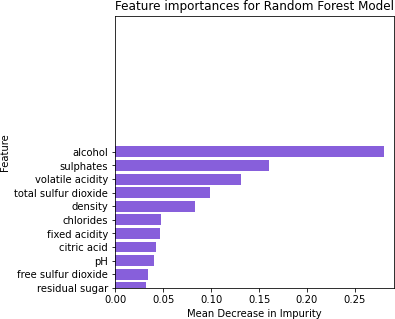 Feature importances for Random Forest Model
Feature
alcohol
sulphates
volatile acidity
total sulfur dioxide
density
chlorides
fixed acidity
citric acid
pH
free sulfur dioxide
residual sugar
0.00 0.05 0.10 0.15 0.20 0.25
Mean Decrease in Impurity